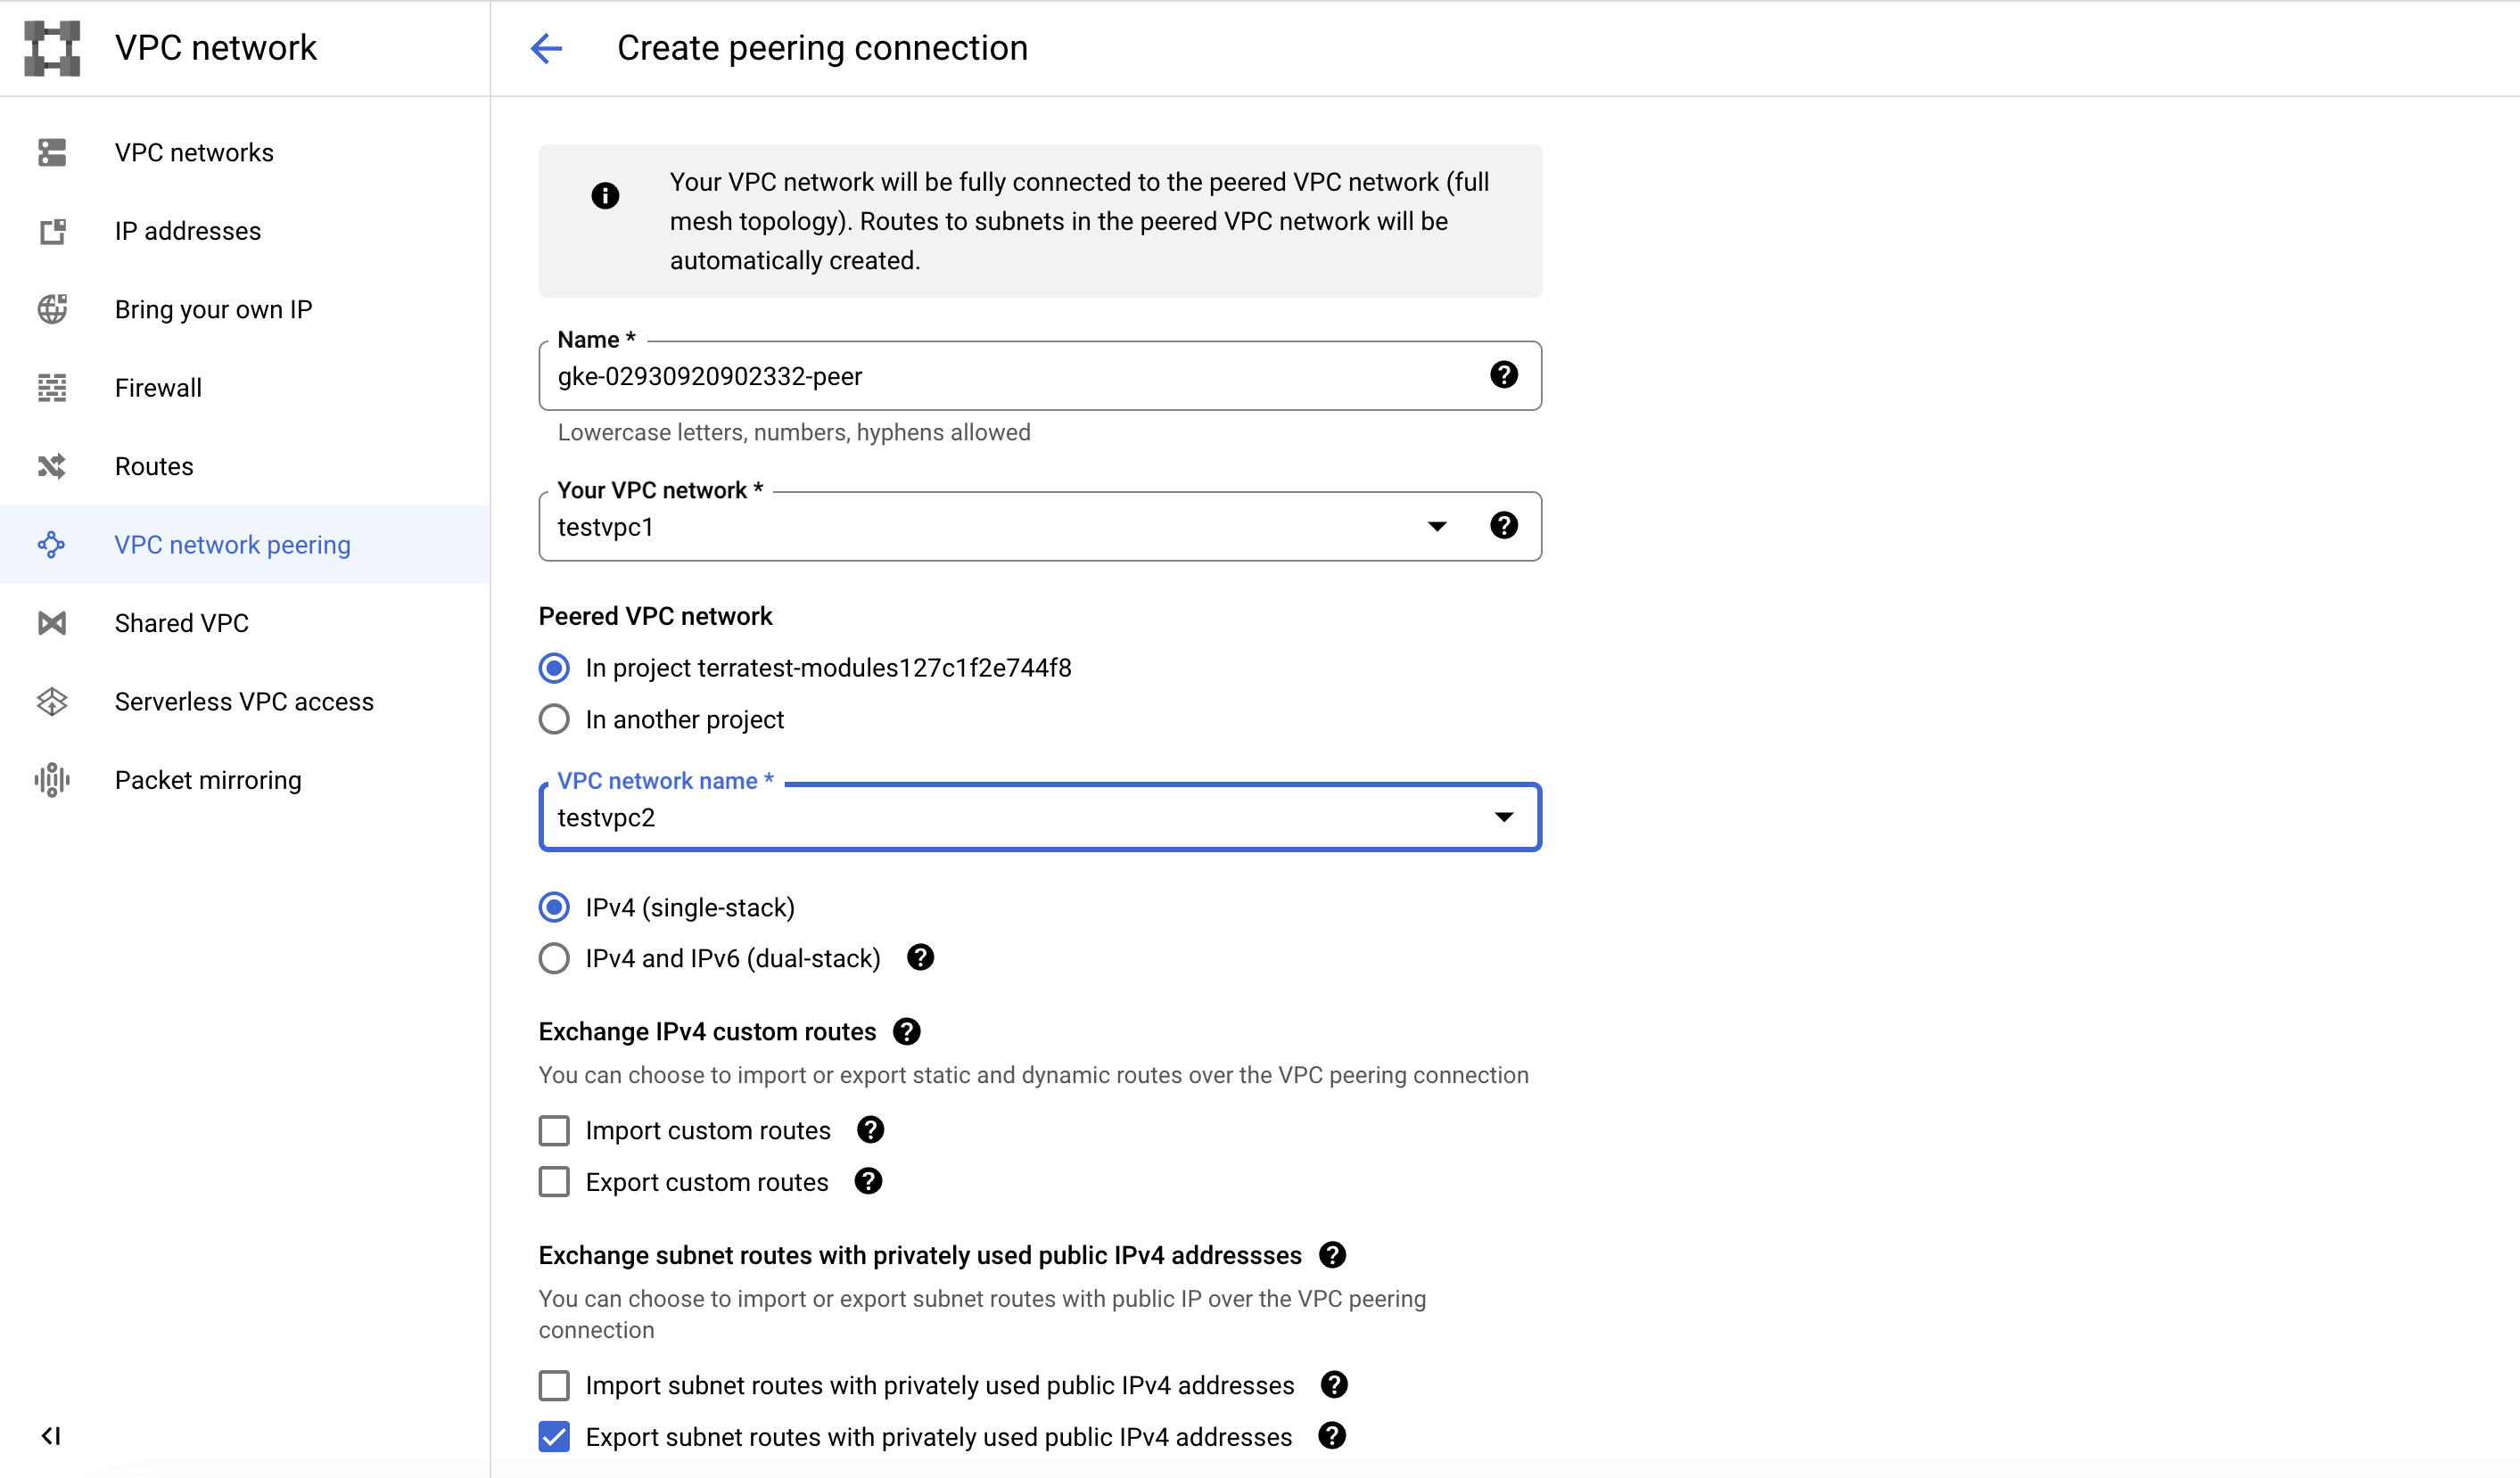 VPC network
Create peering connection
VPC networks
IP addresses
Bring your own IP
Firewall
Routes
VPC network peering
Shared VPC
Serverless VPC access
Packet mirroring
Your VPC network will be fully connected to the peered VPC network (full
mesh topology). Routes to subnets in the peered VPC network will be
automatically created.
Name *
gke-02930920902332-peer
Lowercase letters, numbers, hyphens allowed
Your VPC network *
testvpc1
Peered VPC network
In project terratest-modules127c1f2e744f8
In another project
VPC network name *
testvpc2
IPv4 (single-stack)
IPv4 and IPv6 (dual-stack)
Exchange IPv4 custom routes
You can choose to import or export static and dynamic routes over the VPC peering connection
Import custom routes
Export custom routes
Exchange subnet routes with privately used public IPv4 addressses
You can choose to import or export subnet routes with public IP over the VPC peering
connection
Import subnet routes with privately used public IPv4 addresses
Export subnet routes with privately used public IPv4 addresses